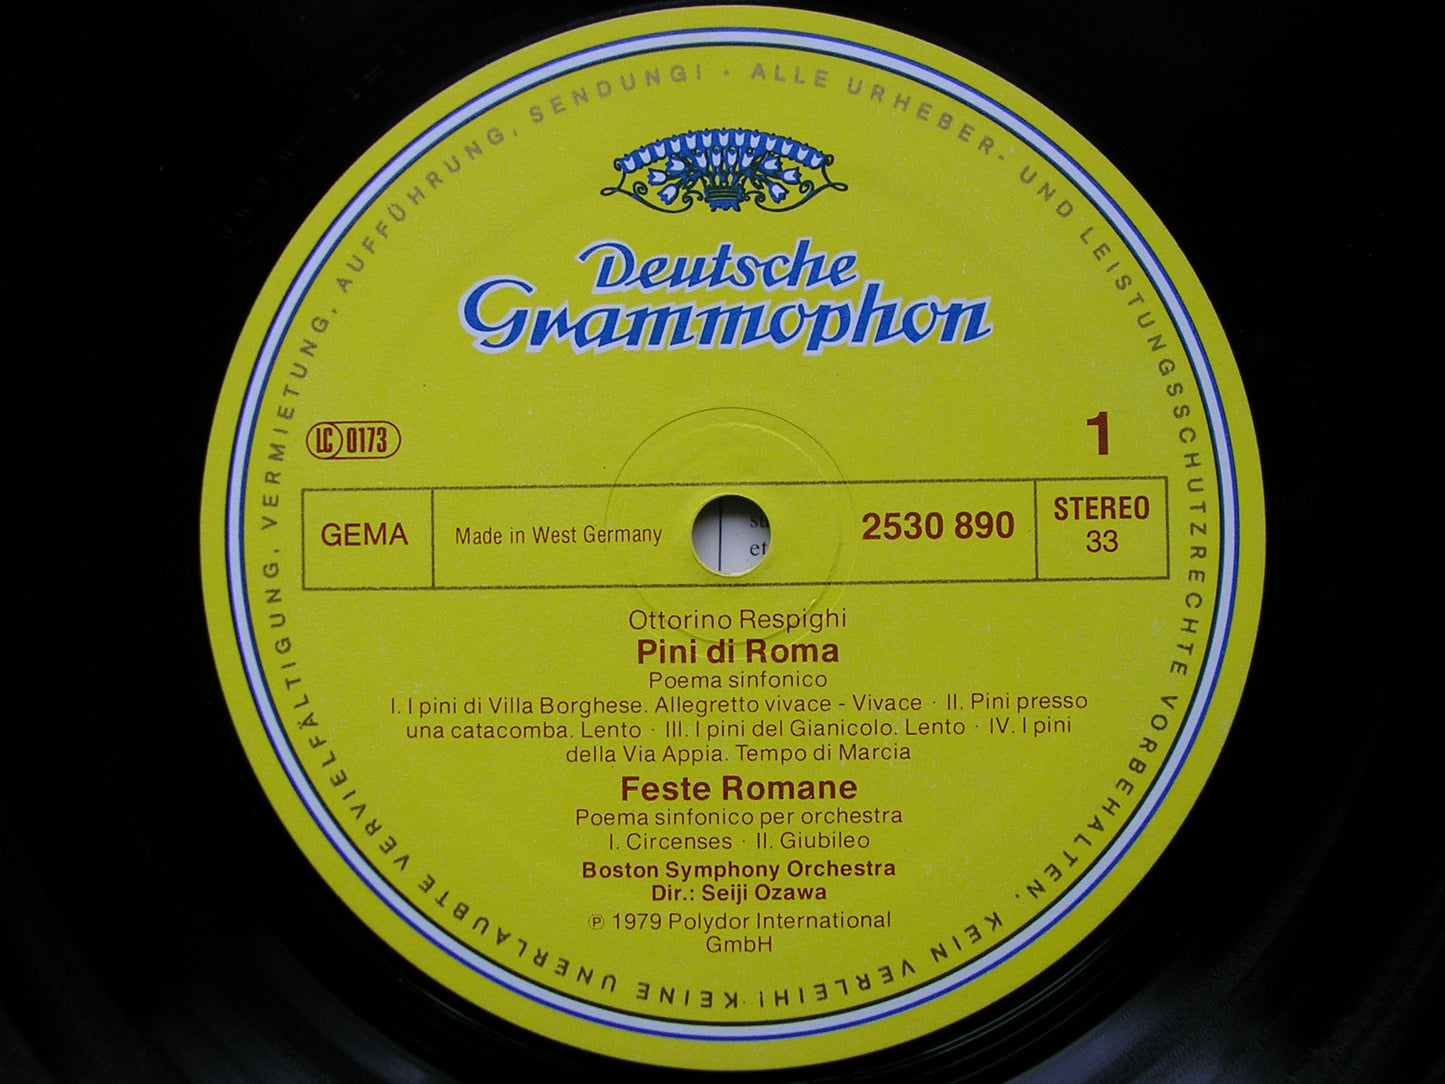 ALLE URHEBER- UND LEISTUNGSSCHUTZRECHTE VORBEHALTEN. KEIN VERLEIH! KEINE UNERLAUBTE VERVIELFÄLTIGUNG, VERMIETUNG, AUFFÜHRUNG, SENDUNG! ·
Deutsche
Grammophon
LC 0173
1
GEMA
Made in West Germany
2530 890
STEREO
33
et
Ottorino Respighi
Pini di Roma
Poema sinfonico
I. I pini di Villa Borghese. Allegretto vivace - Vivace · II. Pini presso
una catacomba. Lento · III. I pini del Gianicolo. Lento · IV. I pini
della Via Appia. Tempo di Marcia
Feste Romane
Poema sinfonico per orchestra
I. Circenses · II. Giubileo
Boston Symphony Orchestra
Dir.: Seiji Ozawa
℗ 1979 Polydor International
GmbH